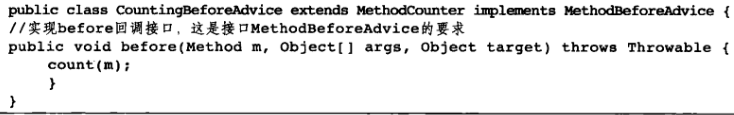 public class CountingBeforeAdvice extends MethodCounter implements MethodBeforeAdvice {
//实现before回调接口，这是接口MethodBeforeAdvice的要求
public void before(Method m, Object[] args, Object target) throws Throwable {
    count(m);
    }
}